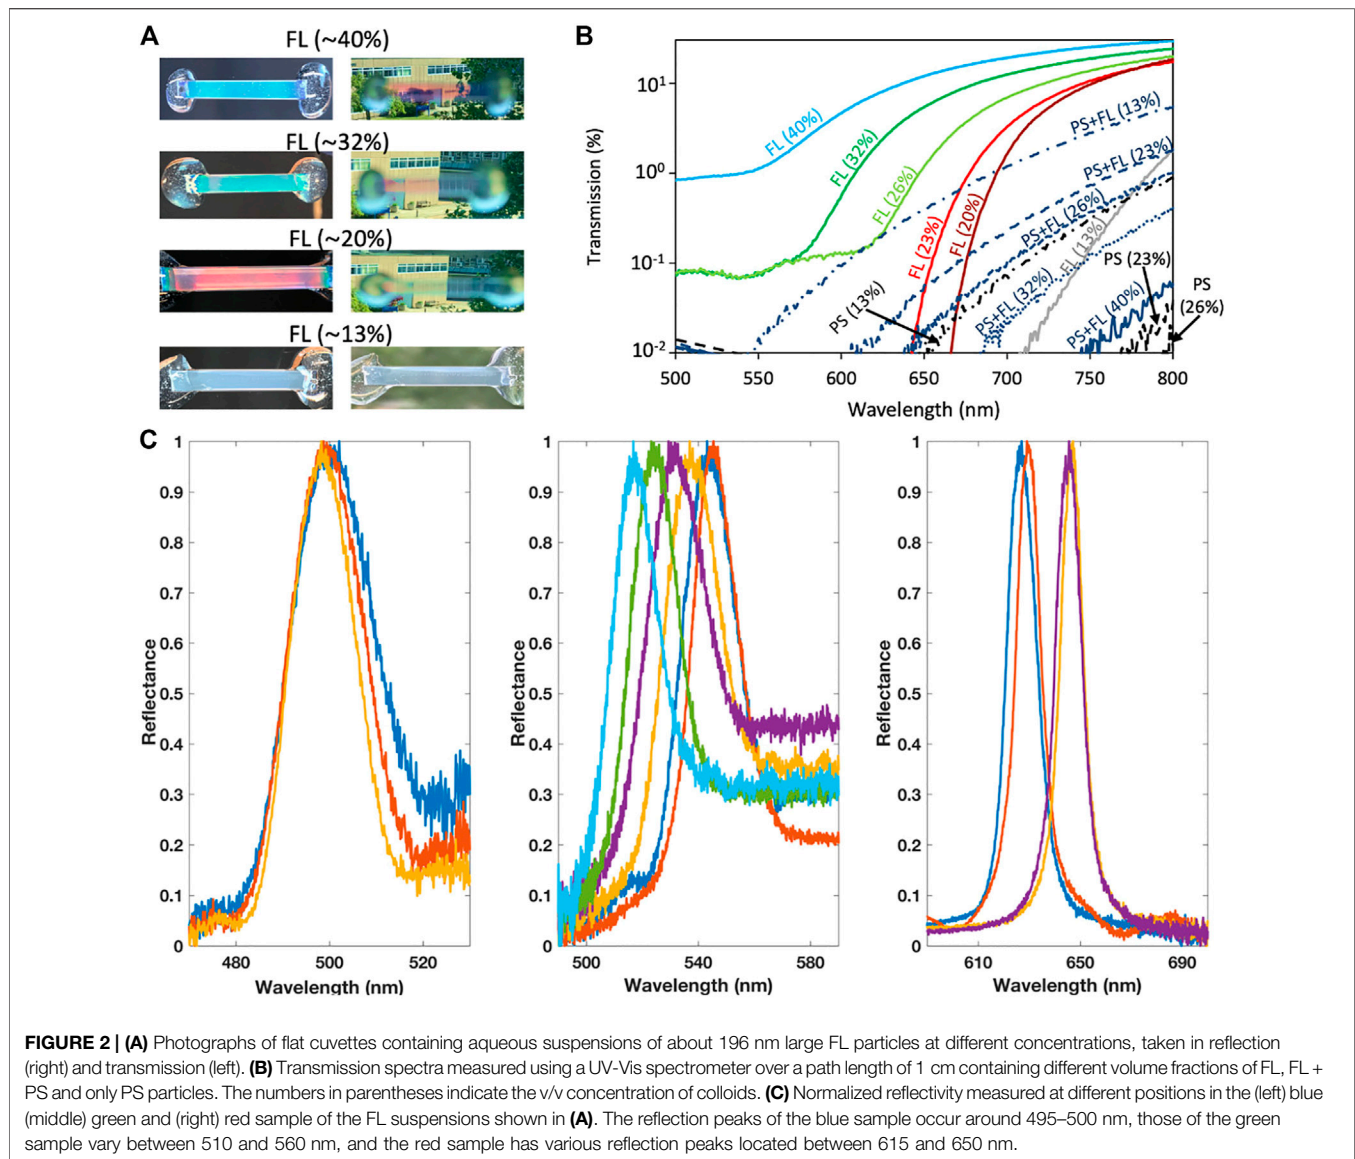 A
FL (~40%)
FL (~32%)
FL (~20%)
FL (~13%)
B
Transmission (%)
10¹
10⁰
10⁻¹
10⁻²
FL (40%)
FL (32%)
FL (26%)
FL (23%)
FL (20%)
PS+FL (13%)
PS+FL (23%)
PS+FL (26%)
FL (13%)
PS (23%)
PS
(26%)
PS (13%)
PS+FL (32%)
PS+FL (40%)
500 550 600 650 700 750 800
Wavelength (nm)
C
Reflectance
1
0.9
0.8
0.7
0.6
0.5
0.4
0.3
0.2
0.1
0
480 500 520
Wavelength (nm)
Reflectance
1
0.9
0.8
0.7
0.6
0.5
0.4
0.3
0.2
0.1
0
500 540 580
Wavelength (nm)
Reflectance
1
0.9
0.8
0.7
0.6
0.5
0.4
0.3
0.2
0.1
0
610 650 690
Wavelength (nm)
FIGURE 2 | (A) Photographs of flat cuvettes containing aqueous suspensions of about 196 nm large FL particles at different concentrations, taken in reflection
(right) and transmission (left). (B) Transmission spectra measured using a UV-Vis spectrometer over a path length of 1 cm containing different volume fractions of FL, FL +
PS and only PS particles. The numbers in parentheses indicate the v/v concentration of colloids. (C) Normalized reflectivity measured at different positions in the (left) blue
(middle) green and (right) red sample of the FL suspensions shown in (A). The reflection peaks of the blue sample occur around 495–500 nm, those of the green
sample vary between 510 and 560 nm, and the red sample has various reflection peaks located between 615 and 650 nm.